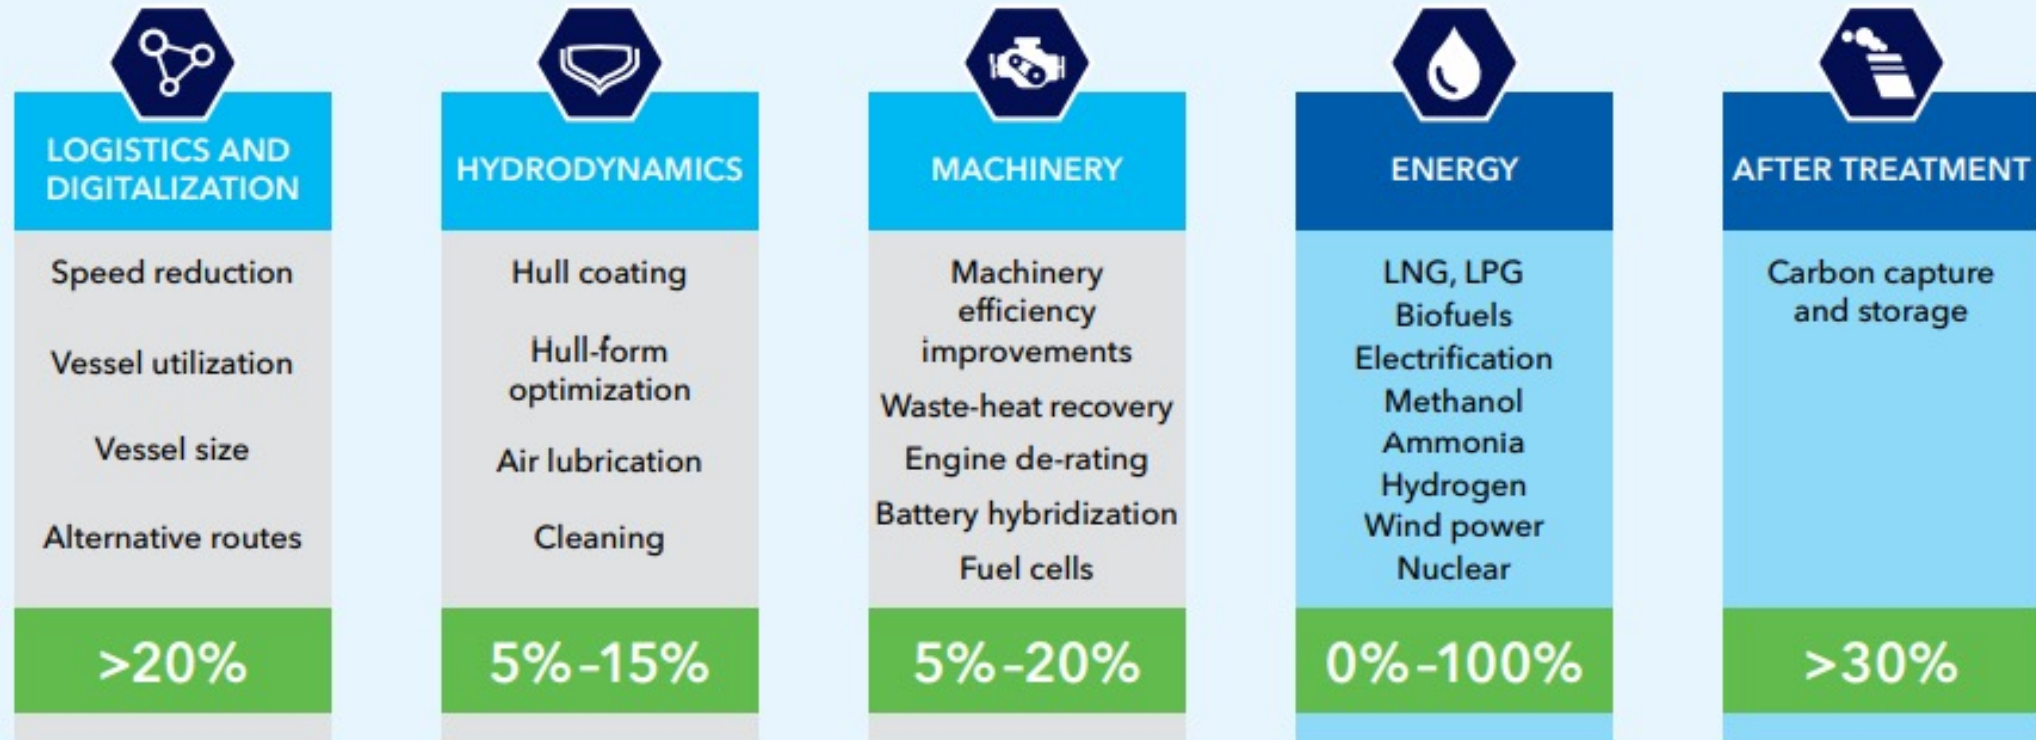 LOGISTICS AND
DIGITALIZATION
Speed reduction
Vessel utilization
Vessel size
Alternative routes
>20%
HYDRODYNAMICS
Hull coating
Hull-form
optimization
Air lubrication
Cleaning
5%–15%
MACHINERY
Machinery
efficiency
improvements
Waste-heat recovery
Engine de-rating
Battery hybridization
Fuel cells
5%–20%
ENERGY
LNG, LPG
Biofuels
Electrification
Methanol
Ammonia
Hydrogen
Wind power
Nuclear
0%–100%
AFTER TREATMENT
Carbon capture
and storage
>30%